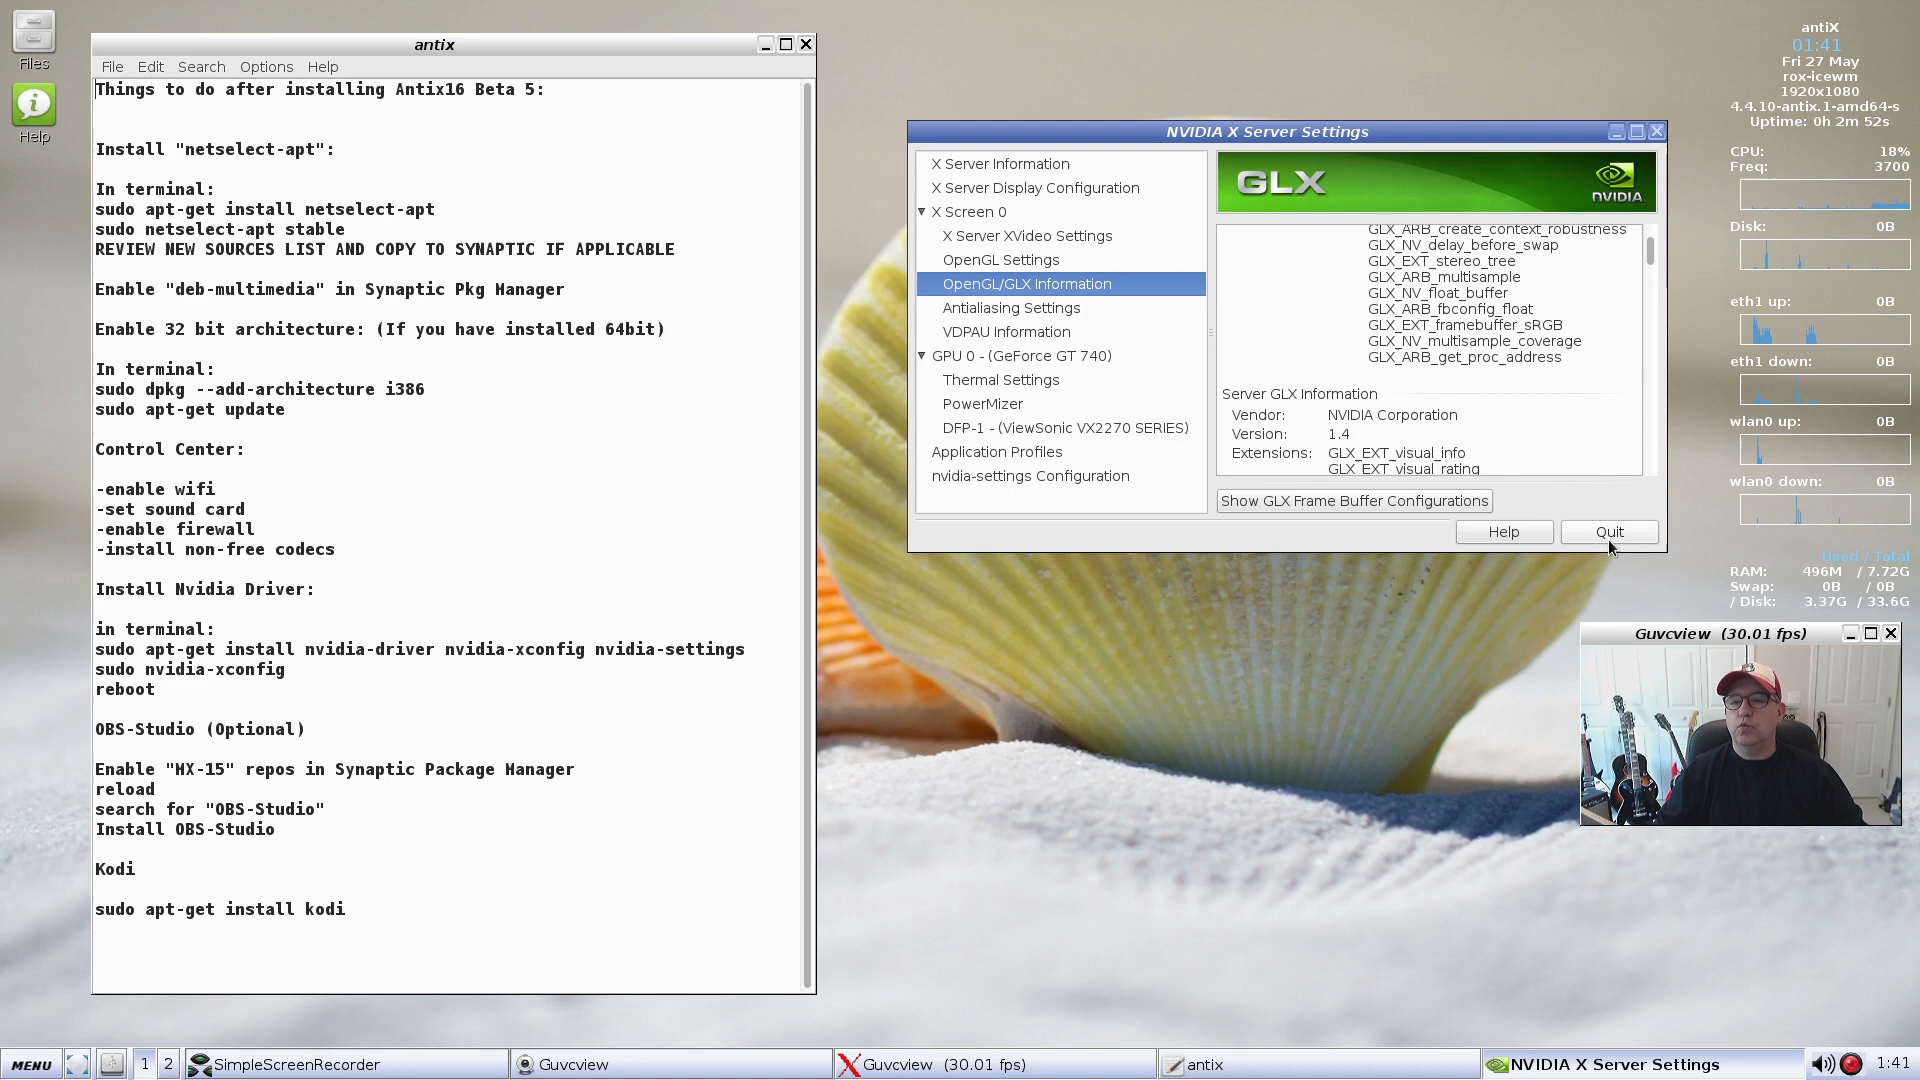 Files
Help
antix
File Edit Search Options Help
Things to do after installing Antix16 Beta 5:
Install "netselect-apt":
In terminal:
sudo apt-get install netselect-apt
sudo netselect-apt stable
REVIEW NEW SOURCES LIST AND COPY TO SYNAPTIC IF APPLICABLE
Enable "deb-multimedia" in Synaptic Pkg Manager
Enable 32 bit architecture: (If you have installed 64bit)
In terminal:
sudo dpkg --add-architecture i386
sudo apt-get update
Control Center:
-enable wifi
-set sound card
-enable firewall
-install non-free codecs
Install Nvidia Driver:
in terminal:
sudo apt-get install nvidia-driver nvidia-xconfig nvidia-settings
sudo nvidia-xconfig
reboot
OBS-Studio (Optional)
Enable "MX-15" repos in Synaptic Package Manager
reload
search for "OBS-Studio"
Install OBS-Studio
Kodi
sudo apt-get install kodi
NVIDIA X Server Settings
X Server Information
X Server Display Configuration
X Screen 0
X Server XVideo Settings
OpenGL Settings
OpenGL/GLX Information
Antialiasing Settings
VDPAU Information
GPU 0 - (GeForce GT 740)
Thermal Settings
PowerMizer
DFP-1 - (ViewSonic VX2270 SERIES)
Application Profiles
nvidia-settings Configuration
GLX
NVIDIA.
GLX_ARB_create_context_robustness
GLX_NV_delay_before_swap
GLX_EXT_stereo_tree
GLX_ARB_multisample
GLX_NV_float_buffer
GLX_ARB_fbconfig_float
GLX_EXT_framebuffer_sRGB
GLX_NV_multisample_coverage
GLX_ARB_get_proc_address
Server GLX Information
Vendor: NVIDIA Corporation
Version: 1.4
Extensions: GLX_EXT_visual_info
GLX_EXT_visual_rating
Show GLX Frame Buffer Configurations
Help Quit
antiX
01:41
Fri 27 May
rox-icewm
1920x1080
4.4.10-antix.1-amd64-s
Uptime: 0h 2m 52s
CPU: 18%
Freq: 3700
Disk: 0B
eth1 up: 0B
eth1 down: 0B
wlan0 up: 0B
wlan0 down: 0B
Used / Total
RAM: 496M / 7.72G
Swap: 0B / 0B
/ Disk: 3.37G / 33.6G
Guvcview (30.01 fps)
MENU 1 2 SimpleScreenRecorder Guvcview Guvcview (30.01 fps) antix NVIDIA X Server Settings 1:41